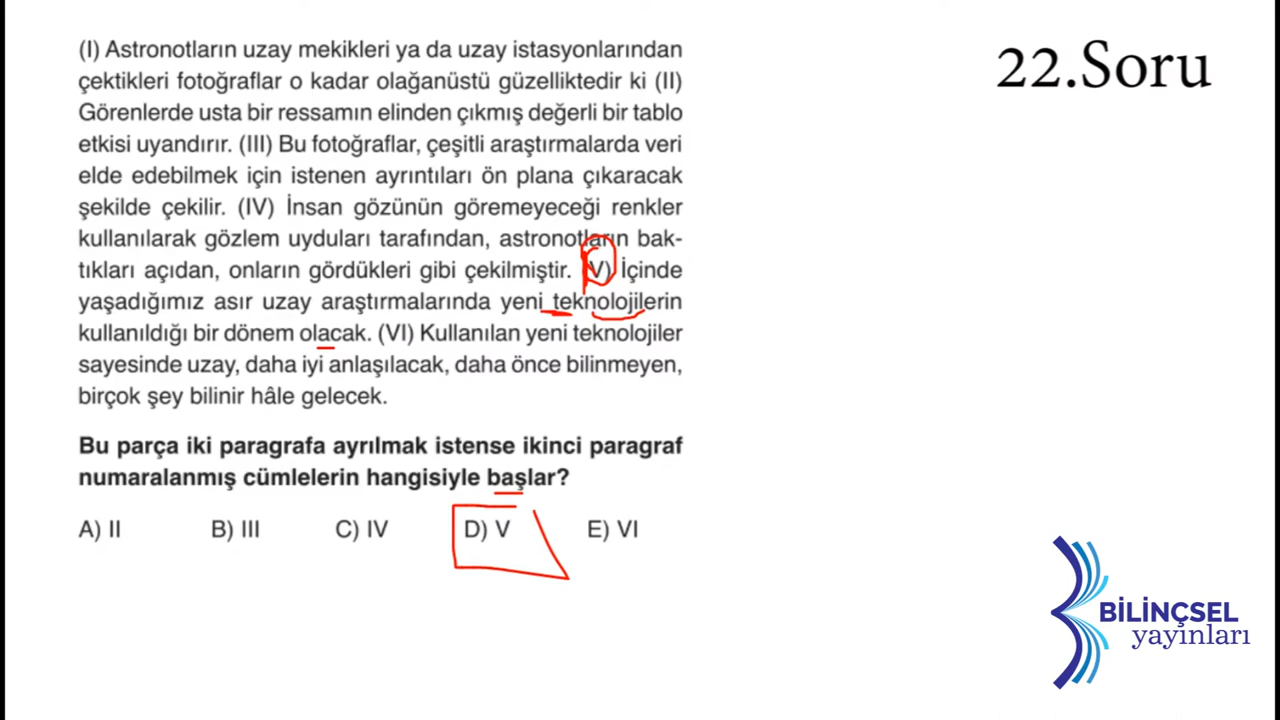 (I) Astronotların uzay mekikleri ya da uzay istasyonlarından
çektikleri fotoğraflar o kadar olağanüstü güzelliktedir ki (II)
Görenlerde usta bir ressamın elinden çıkmış değerli bir tablo
etkisi uyandırır. (III) Bu fotoğraflar, çeşitli araştırmalarda veri
elde edebilmek için istenen ayrıntıları ön plana çıkaracak
şekilde çekilir. (IV) İnsan gözünün göremeyeceği renkler
kullanılarak gözlem uyduları tarafından, astronotların bak-
tıkları açıdan, onların gördükleri gibi çekilmiştir. (V) İçinde
yaşadığımız asır uzay araştırmalarında yeni teknolojilerin
kullanıldığı bir dönem olacak. (VI) Kullanılan yeni teknolojiler
sayesinde uzay, daha iyi anlaşılacak, daha önce bilinmeyen,
birçok şey bilinir hâle gelecek.
Bu parça iki paragrafa ayrılmak istense ikinci paragraf
numaralanmış cümlelerin hangisiyle başlar?
A) II B) III C) IV D) V E) VI
22.Soru
BİLİNÇSEL
yayınları